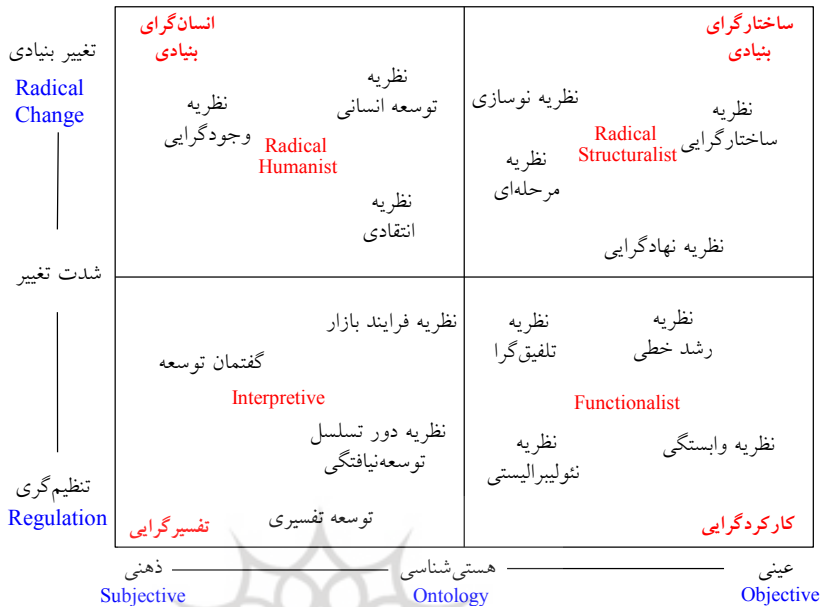 تغییر بنیادی
Radical
Change
شدت تغییر
تنظیم‌گری
Regulation
ساختارگرای
بنیادی
نظریه نوسازی
نظریه
ساختارگرایی
Radical
Structuralist
نظریه
مرحله‌ای
نظریه نهادگرایی
انسان‌گرای
بنیادی
نظریه
توسعه انسانی
نظریه
وجودگرایی
Radical
Humanist
نظریه
انتقادی
نظریه
رشد خطی
نظریه
تلفیق‌گرا
Functionalist
نظریه وابستگی
نظریه
نئولیبرالیستی
کارکردگرایی
نظریه فرایند بازار
گفتمان توسعه
Interpretive
نظریه دور تسلسل
توسعه‌نیافتگی
توسعه تفسیری
تفسیرگرایی
عینی
Objective
هستی‌شناسی
Ontology
ذهنی
Subjective